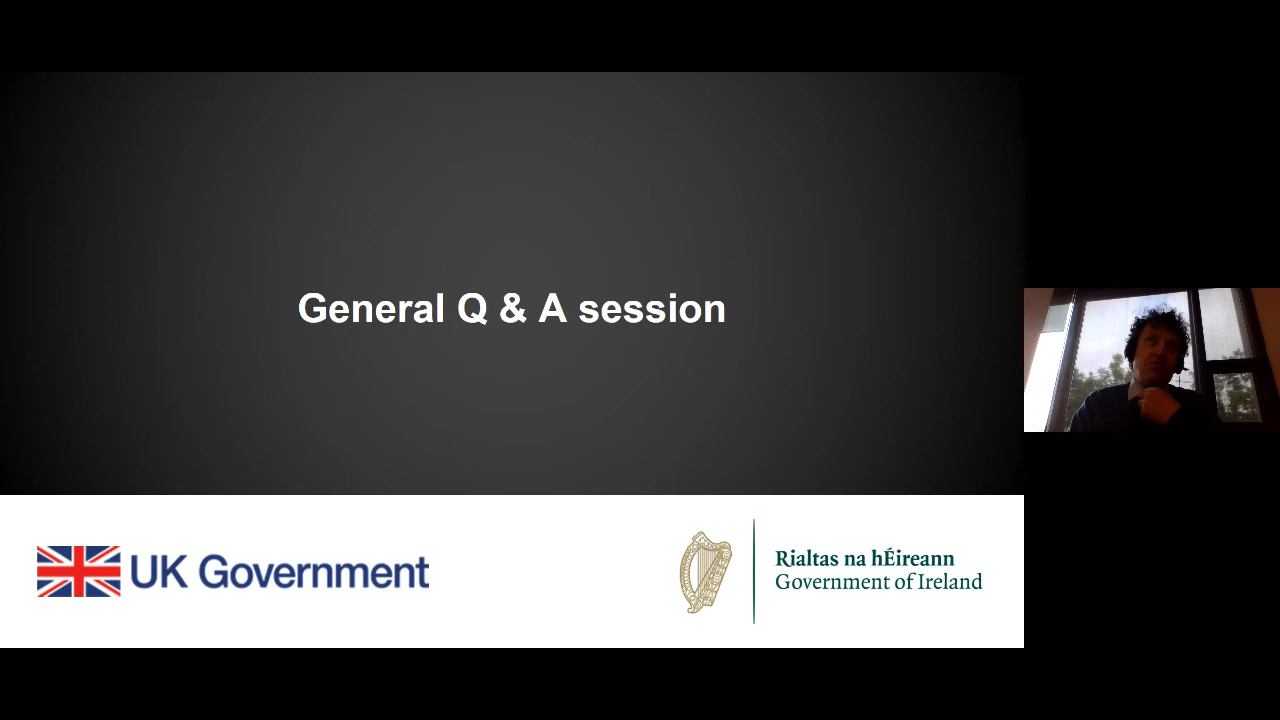 General Q & A session
UK Government
Rialtas na hÉireann
Government of Ireland